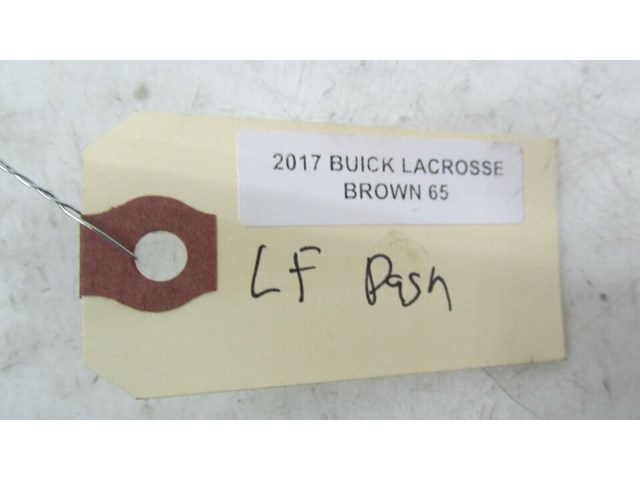 2017 BUICK LACROSSE
BROWN 65
LF Dash